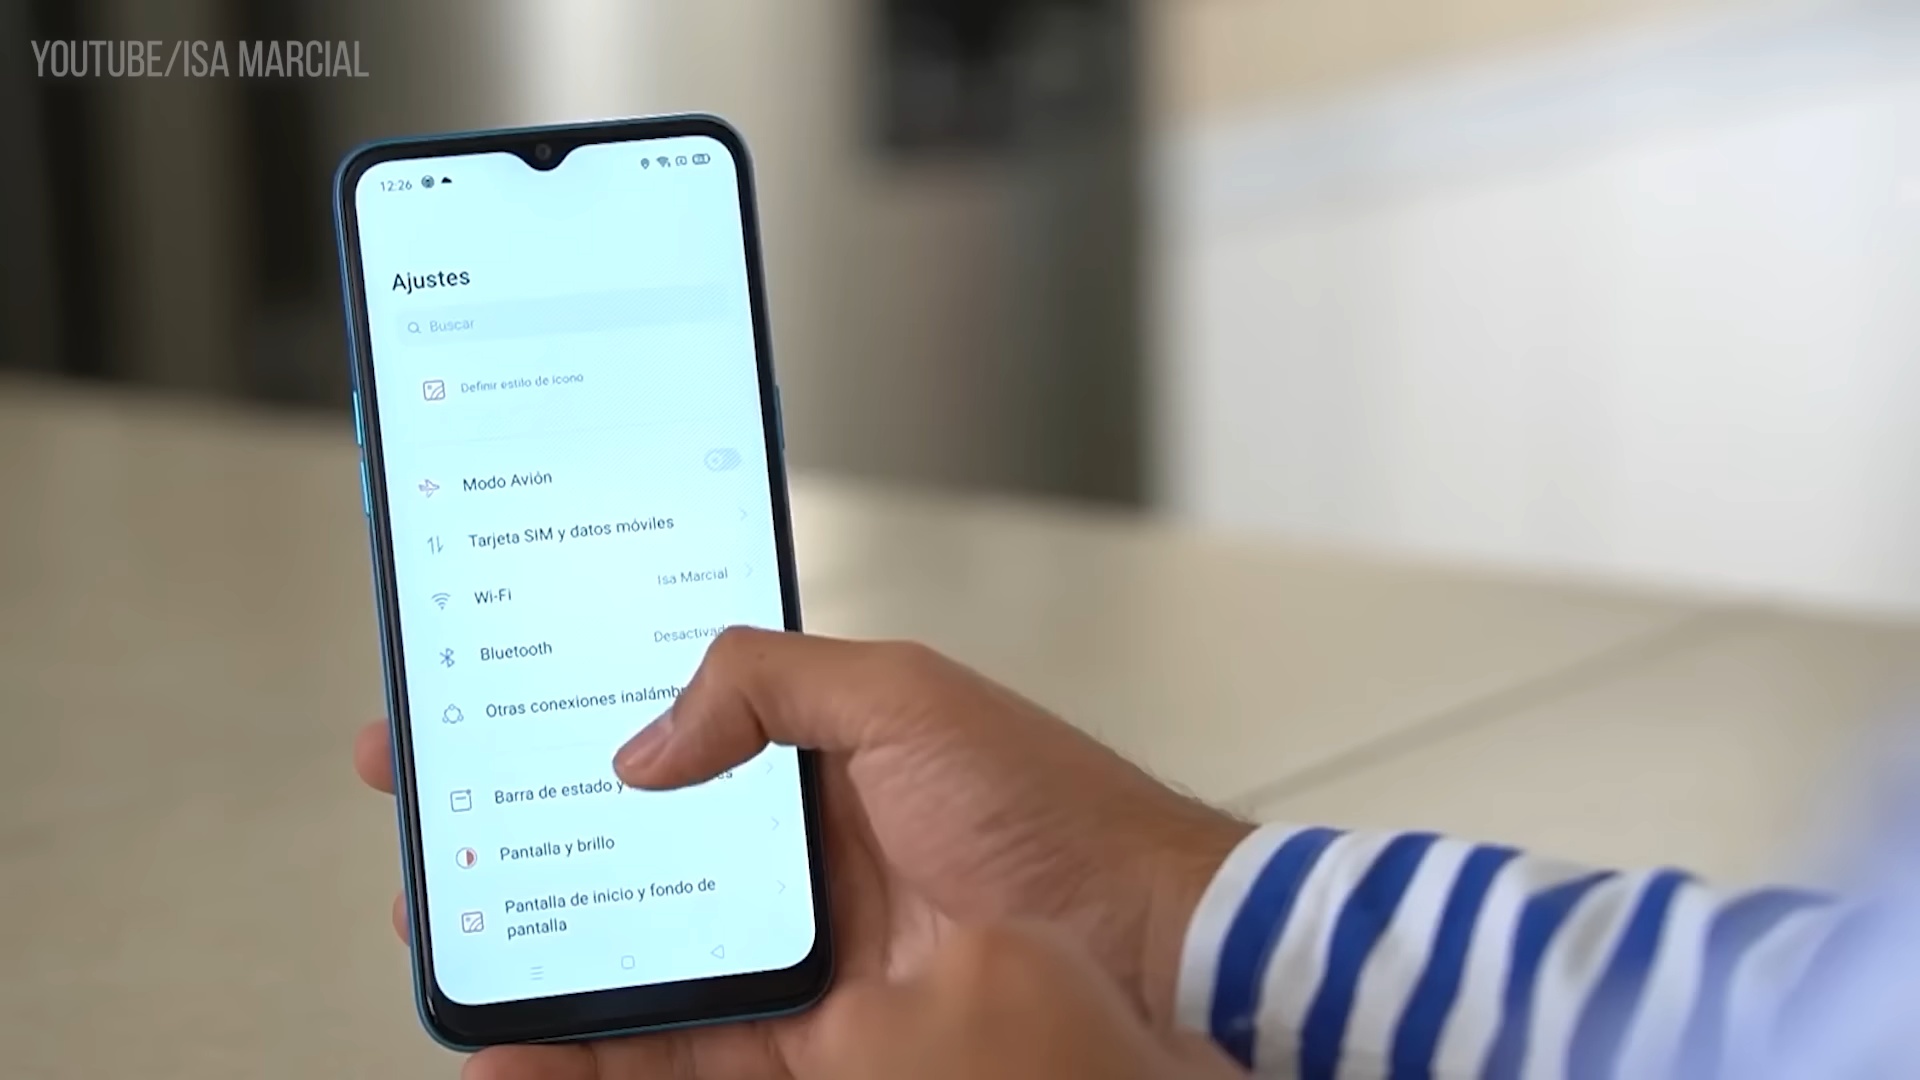 YOUTUBE/ISA MARCIAL
12:26
Ajustes
Buscar
Definir estilo de icono
Modo Avión
Tarjeta SIM y datos móviles
Wi-Fi Isa Marcial
Bluetooth
Otras conexiones
Barra de estado y
Pantalla y brillo
Pantalla de inicio y fondo de
pantalla